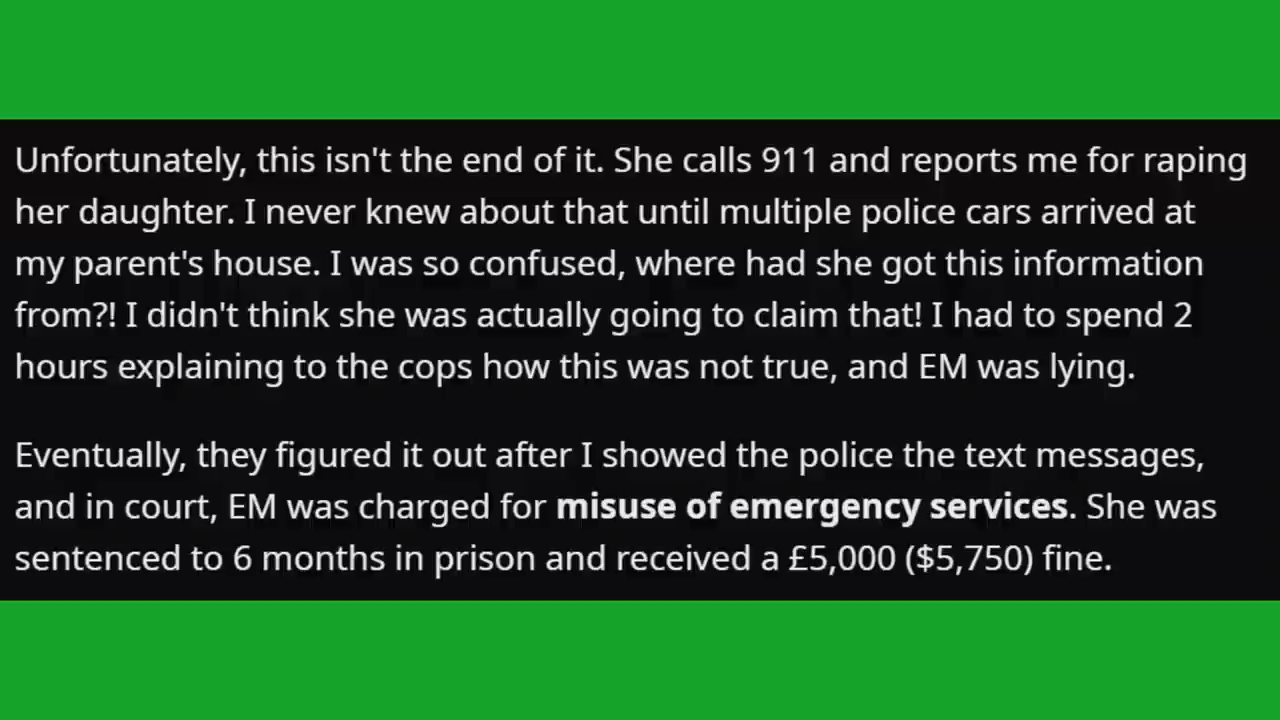 Unfortunately, this isn't the end of it. She calls 911 and reports me for raping
her daughter. I never knew about that until multiple police cars arrived at
my parent's house. I was so confused, where had she got this information
from?! I didn't think she was actually going to claim that! I had to spend 2
hours explaining to the cops how this was not true, and EM was lying.
Eventually, they figured it out after I showed the police the text messages,
and in court, EM was charged for misuse of emergency services. She was
sentenced to 6 months in prison and received a £5,000 ($5,750) fine.